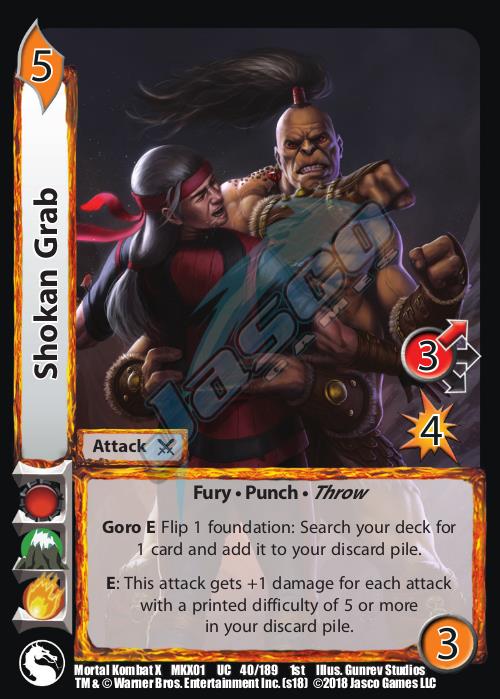 5
Shokan Grab
Jasco
GAMES
3
4
Attack
Fury • Punch • Throw
Goro E Flip 1 foundation: Search your deck for
1 card and add it to your discard pile.
E: This attack gets +1 damage for each attack
with a printed difficulty of 5 or more
in your discard pile.
3
Mortal Kombat X MKX01 UC 40/189 1st Illus. Gunrev Studios
TM & © Warner Bros. Entertainment Inc. (s18) ©2018 Jasco Games LLC